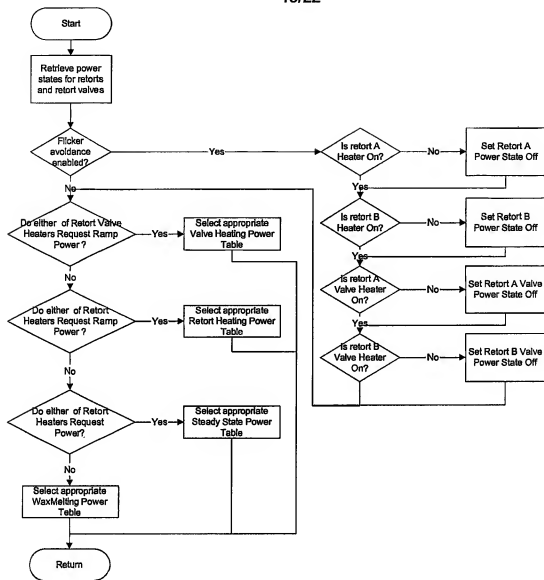 Start
Retrieve power
states for retorts
and retort valves
Flicker
avoidance
enabled?
Yes
Is retort A
Heater On?
No
Set Retort A
Power State Off
No
Yes
Do either of Retort Valve
Heaters Request Ramp
Power ?
Yes
Select appropriate
Valve Heating Power
Table
Is retort B
Heater On?
No
Set Retort B
Power State Off
Yes
No
Is retort A
Valve Heater
On?
No
Set Retort A Valve
Power State Off
Do either of Retort
Heaters Request Ramp
Power ?
Yes
Select appropriate
Retort Heating Power
Table
Yes
Is retort B
Valve Heater
On?
No
Set Retort B Valve
Power State Off
No
Do either of Retort
Heaters Request
Power?
Yes
Select appropriate
Steady State Power
Table
No
Select appropriate
WaxMelting Power
Table
Return